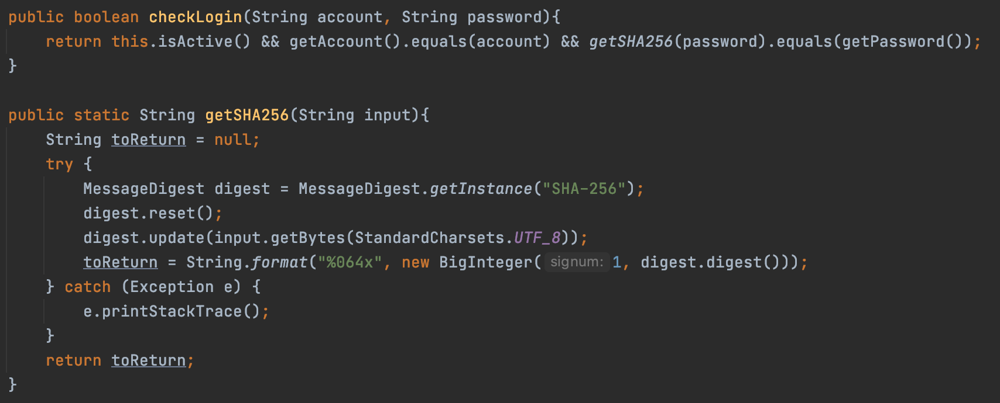 public boolean checkLogin(String account, String password){
return this.isActive() && getAccount().equals(account) && getSHA256(password).equals(getPassword());
}
public static String getSHA256(String input){
String toReturn = null;
try {
MessageDigest digest = MessageDigest.getInstance("SHA-256");
digest.reset();
digest.update(input.getBytes(StandardCharsets.UTF_8));
toReturn = String.format("%064x", new BigInteger( signum: 1, digest.digest()));
} catch (Exception e) {
e.printStackTrace();
}
return toReturn;
}